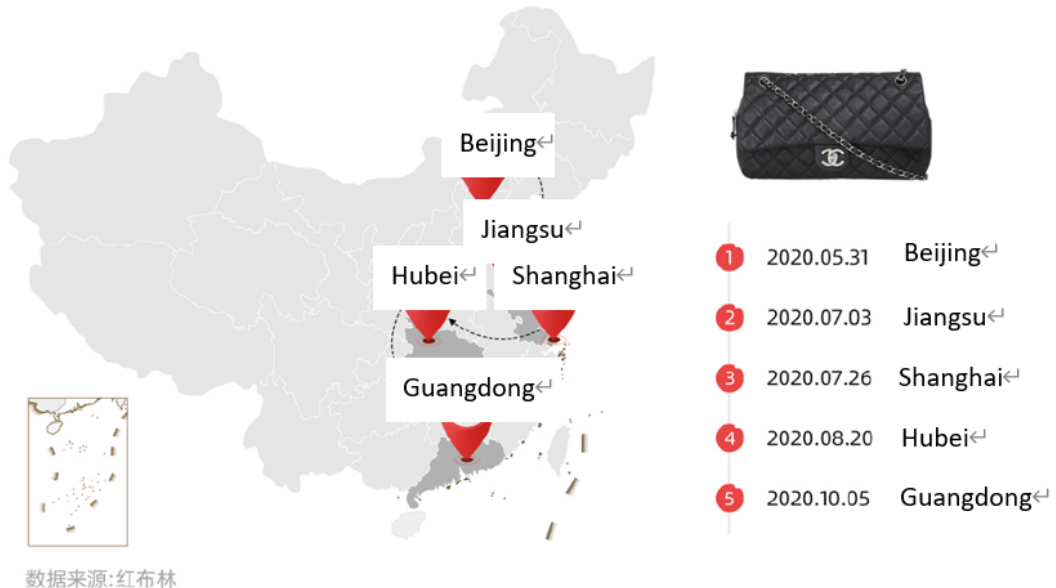 Beijing↵
Jiangsu↵
Hubei↵
Shanghai↵
Guangdong↵
1 2020.05.31 Beijing↵
2 2020.07.03 Jiangsu↵
3 2020.07.26 Shanghai↵
4 2020.08.20 Hubei↵
5 2020.10.05 Guangdong↵
数据来源:红布林